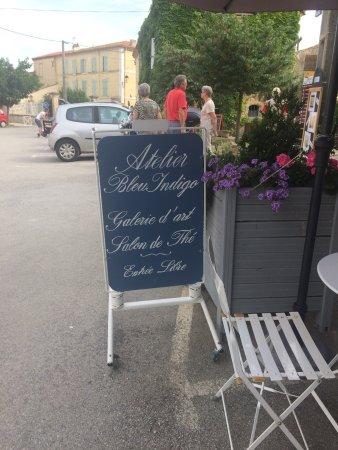 Atelier
Bleu Indigo
Galerie d'art
Salon de Thé
Entrée Libre